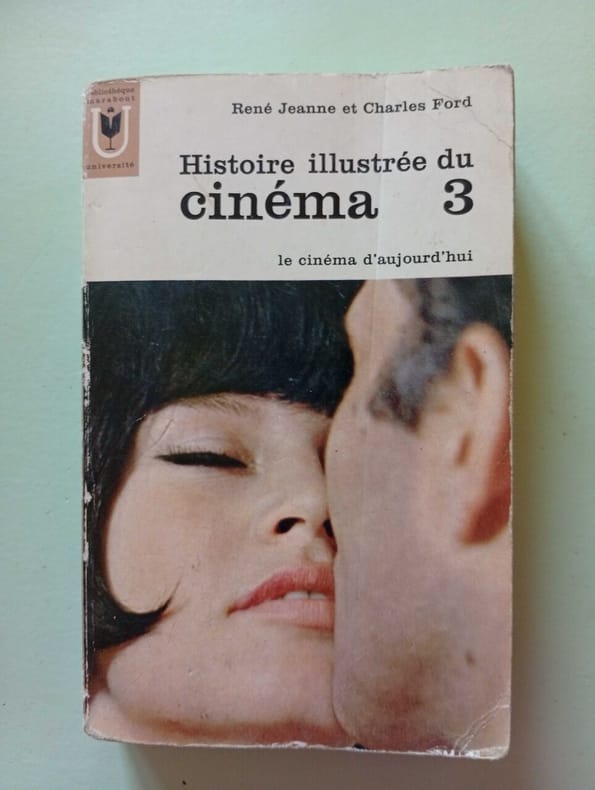 bibliothèque
marabout
U
université
René Jeanne et Charles Ford
Histoire illustrée du
cinéma 3
le cinéma d'aujourd'hui